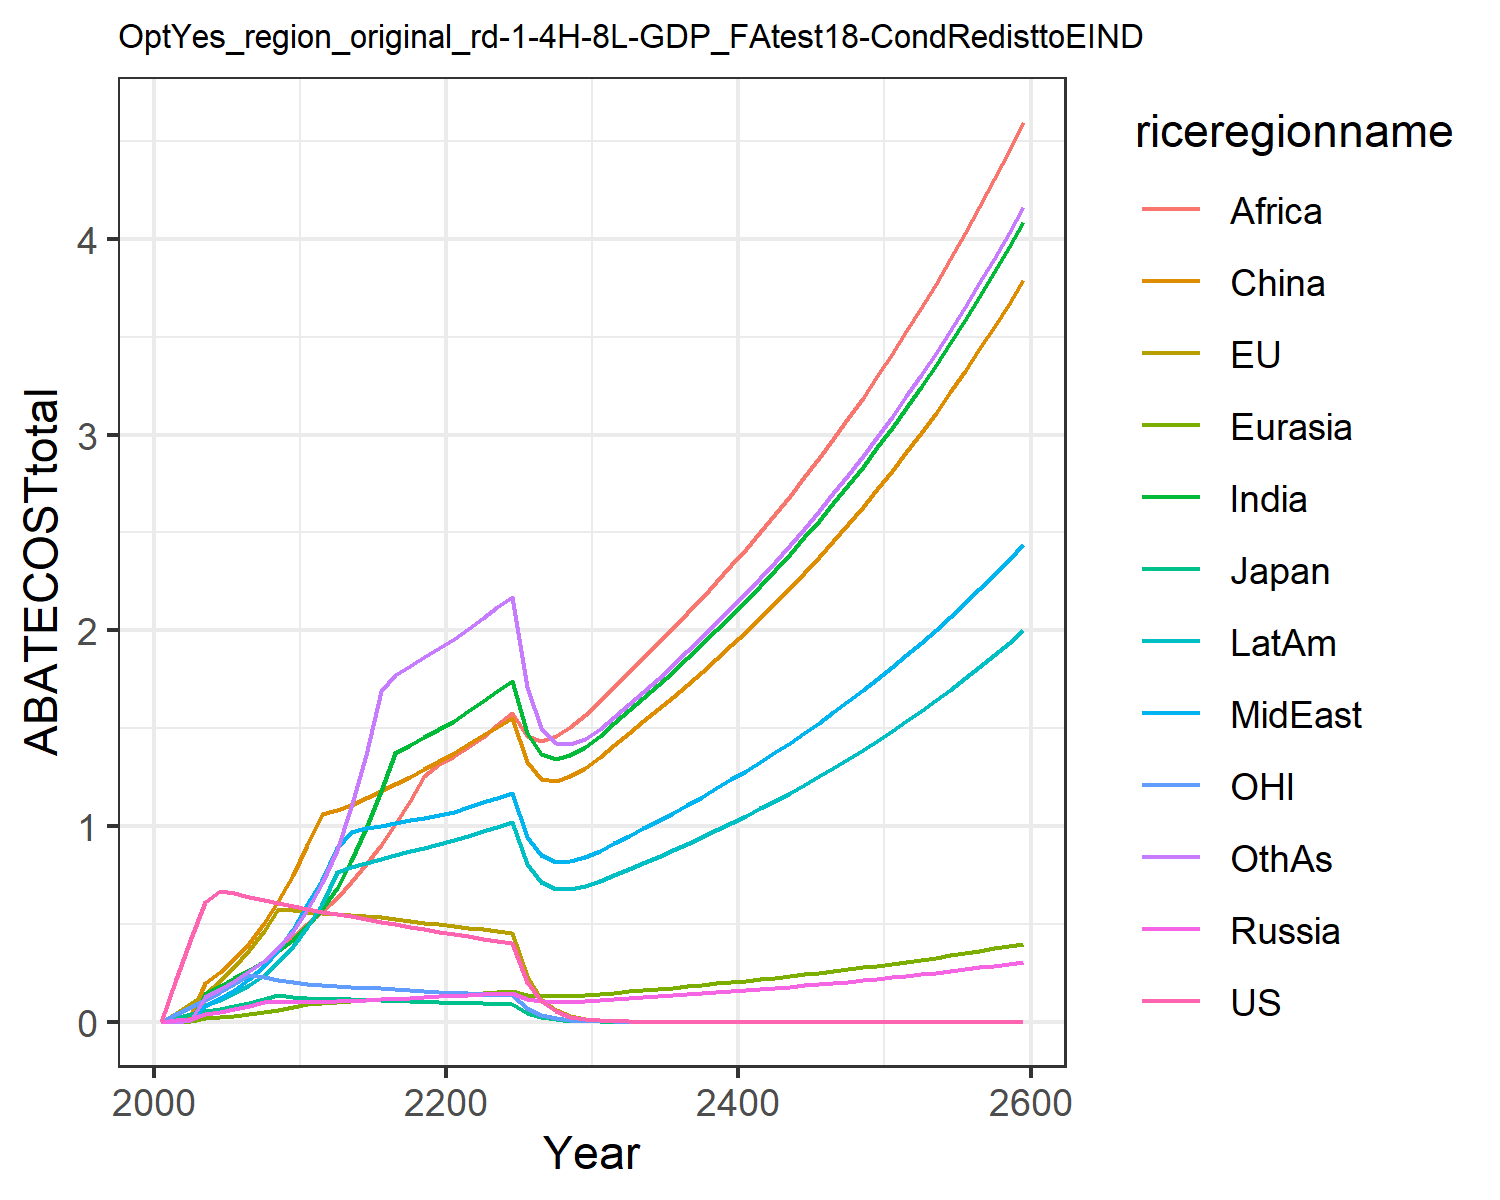 OptYes_region_original_rd-1-4H-8L-GDP_FAtest18-CondRedisttoEIND
riceregionname
Africa
China
EU
Eurasia
India
Japan
LatAm
MidEast
OHI
OthAs
Russia
US
ABATECOSTtotal
4
3
2
1
0
2000
2200
2400
2600
Year